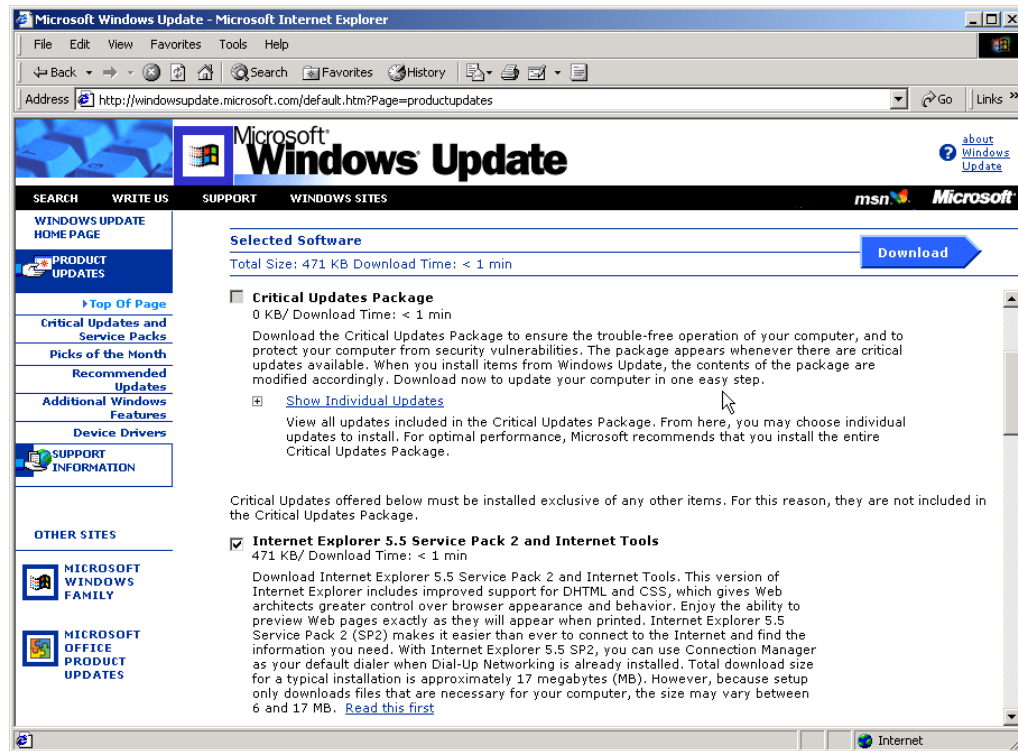 Microsoft Windows Update - Microsoft Internet Explorer
File Edit View Favorites Tools Help
Back Search Favorites History
Address http://windowsupdate.microsoft.com/default.htm?Page=productupdates Go Links »
Microsoft
Windows Update
about
Windows
Update
SEARCH WRITE US SUPPORT WINDOWS SITES msn Microsoft
WINDOWS UPDATE
HOME PAGE
PRODUCT
UPDATES
Top Of Page
Critical Updates and
Service Packs
Picks of the Month
Recommended
Updates
Additional Windows
Features
Device Drivers
SUPPORT
INFORMATION
OTHER SITES
MICROSOFT
WINDOWS
FAMILY
MICROSOFT
OFFICE
PRODUCT
UPDATES
Selected Software
Total Size: 471 KB Download Time: < 1 min
Download
Critical Updates Package
0 KB/ Download Time: < 1 min
Download the Critical Updates Package to ensure the trouble-free operation of your computer, and to
protect your computer from security vulnerabilities. The package appears whenever there are critical
updates available. When you install items from Windows Update, the contents of the package are
modified accordingly. Download now to update your computer in one easy step.
Show Individual Updates
View all updates included in the Critical Updates Package. From here, you may choose individual
updates to install. For optimal performance, Microsoft recommends that you install the entire
Critical Updates Package.
Critical Updates offered below must be installed exclusive of any other items. For this reason, they are not included in
the Critical Updates Package.
Internet Explorer 5.5 Service Pack 2 and Internet Tools
471 KB/ Download Time: < 1 min
Download Internet Explorer 5.5 Service Pack 2 and Internet Tools. This version of
Internet Explorer includes improved support for DHTML and CSS, which gives Web
architects greater control over browser appearance and behavior. Enjoy the ability to
preview Web pages exactly as they will appear when printed. Internet Explorer 5.5
Service Pack 2 (SP2) makes it easier than ever to connect to the Internet and find the
information you need. With Internet Explorer 5.5 SP2, you can use Connection Manager
as your default dialer when Dial-Up Networking is already installed. Total download size
for a typical installation is approximately 17 megabytes (MB). However, because setup
only downloads files that are necessary for your computer, the size may vary between
6 and 17 MB. Read this first
Internet